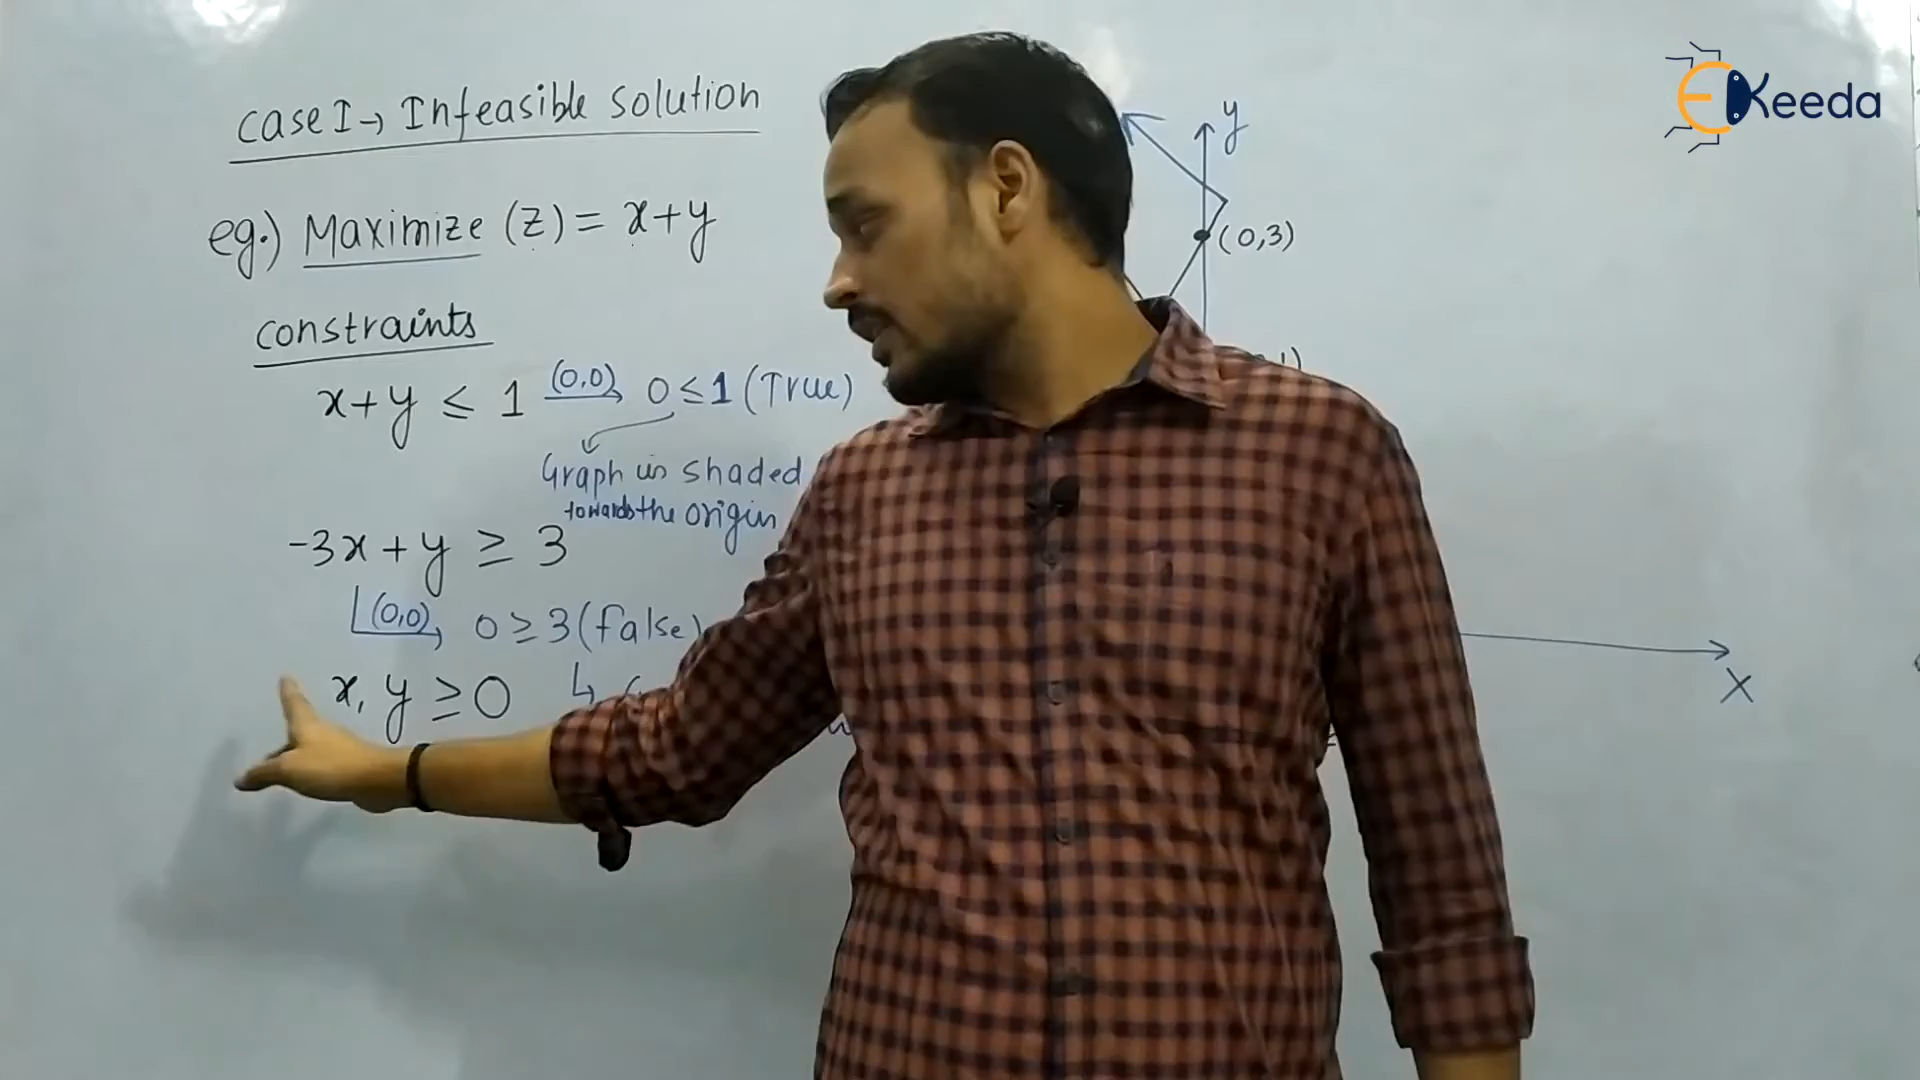 case I → Infeasible solution
eg.) Maximize (z) = x+y
constraints
x+y ≤ 1 (0,0) 0 ≤ 1 (True)
Graph is shaded
towards the origin
-3x + y ≥ 3
(0,0) 0 ≥ 3 (false)
x, y ≥ 0
y
(0,3)
X
EKeeda